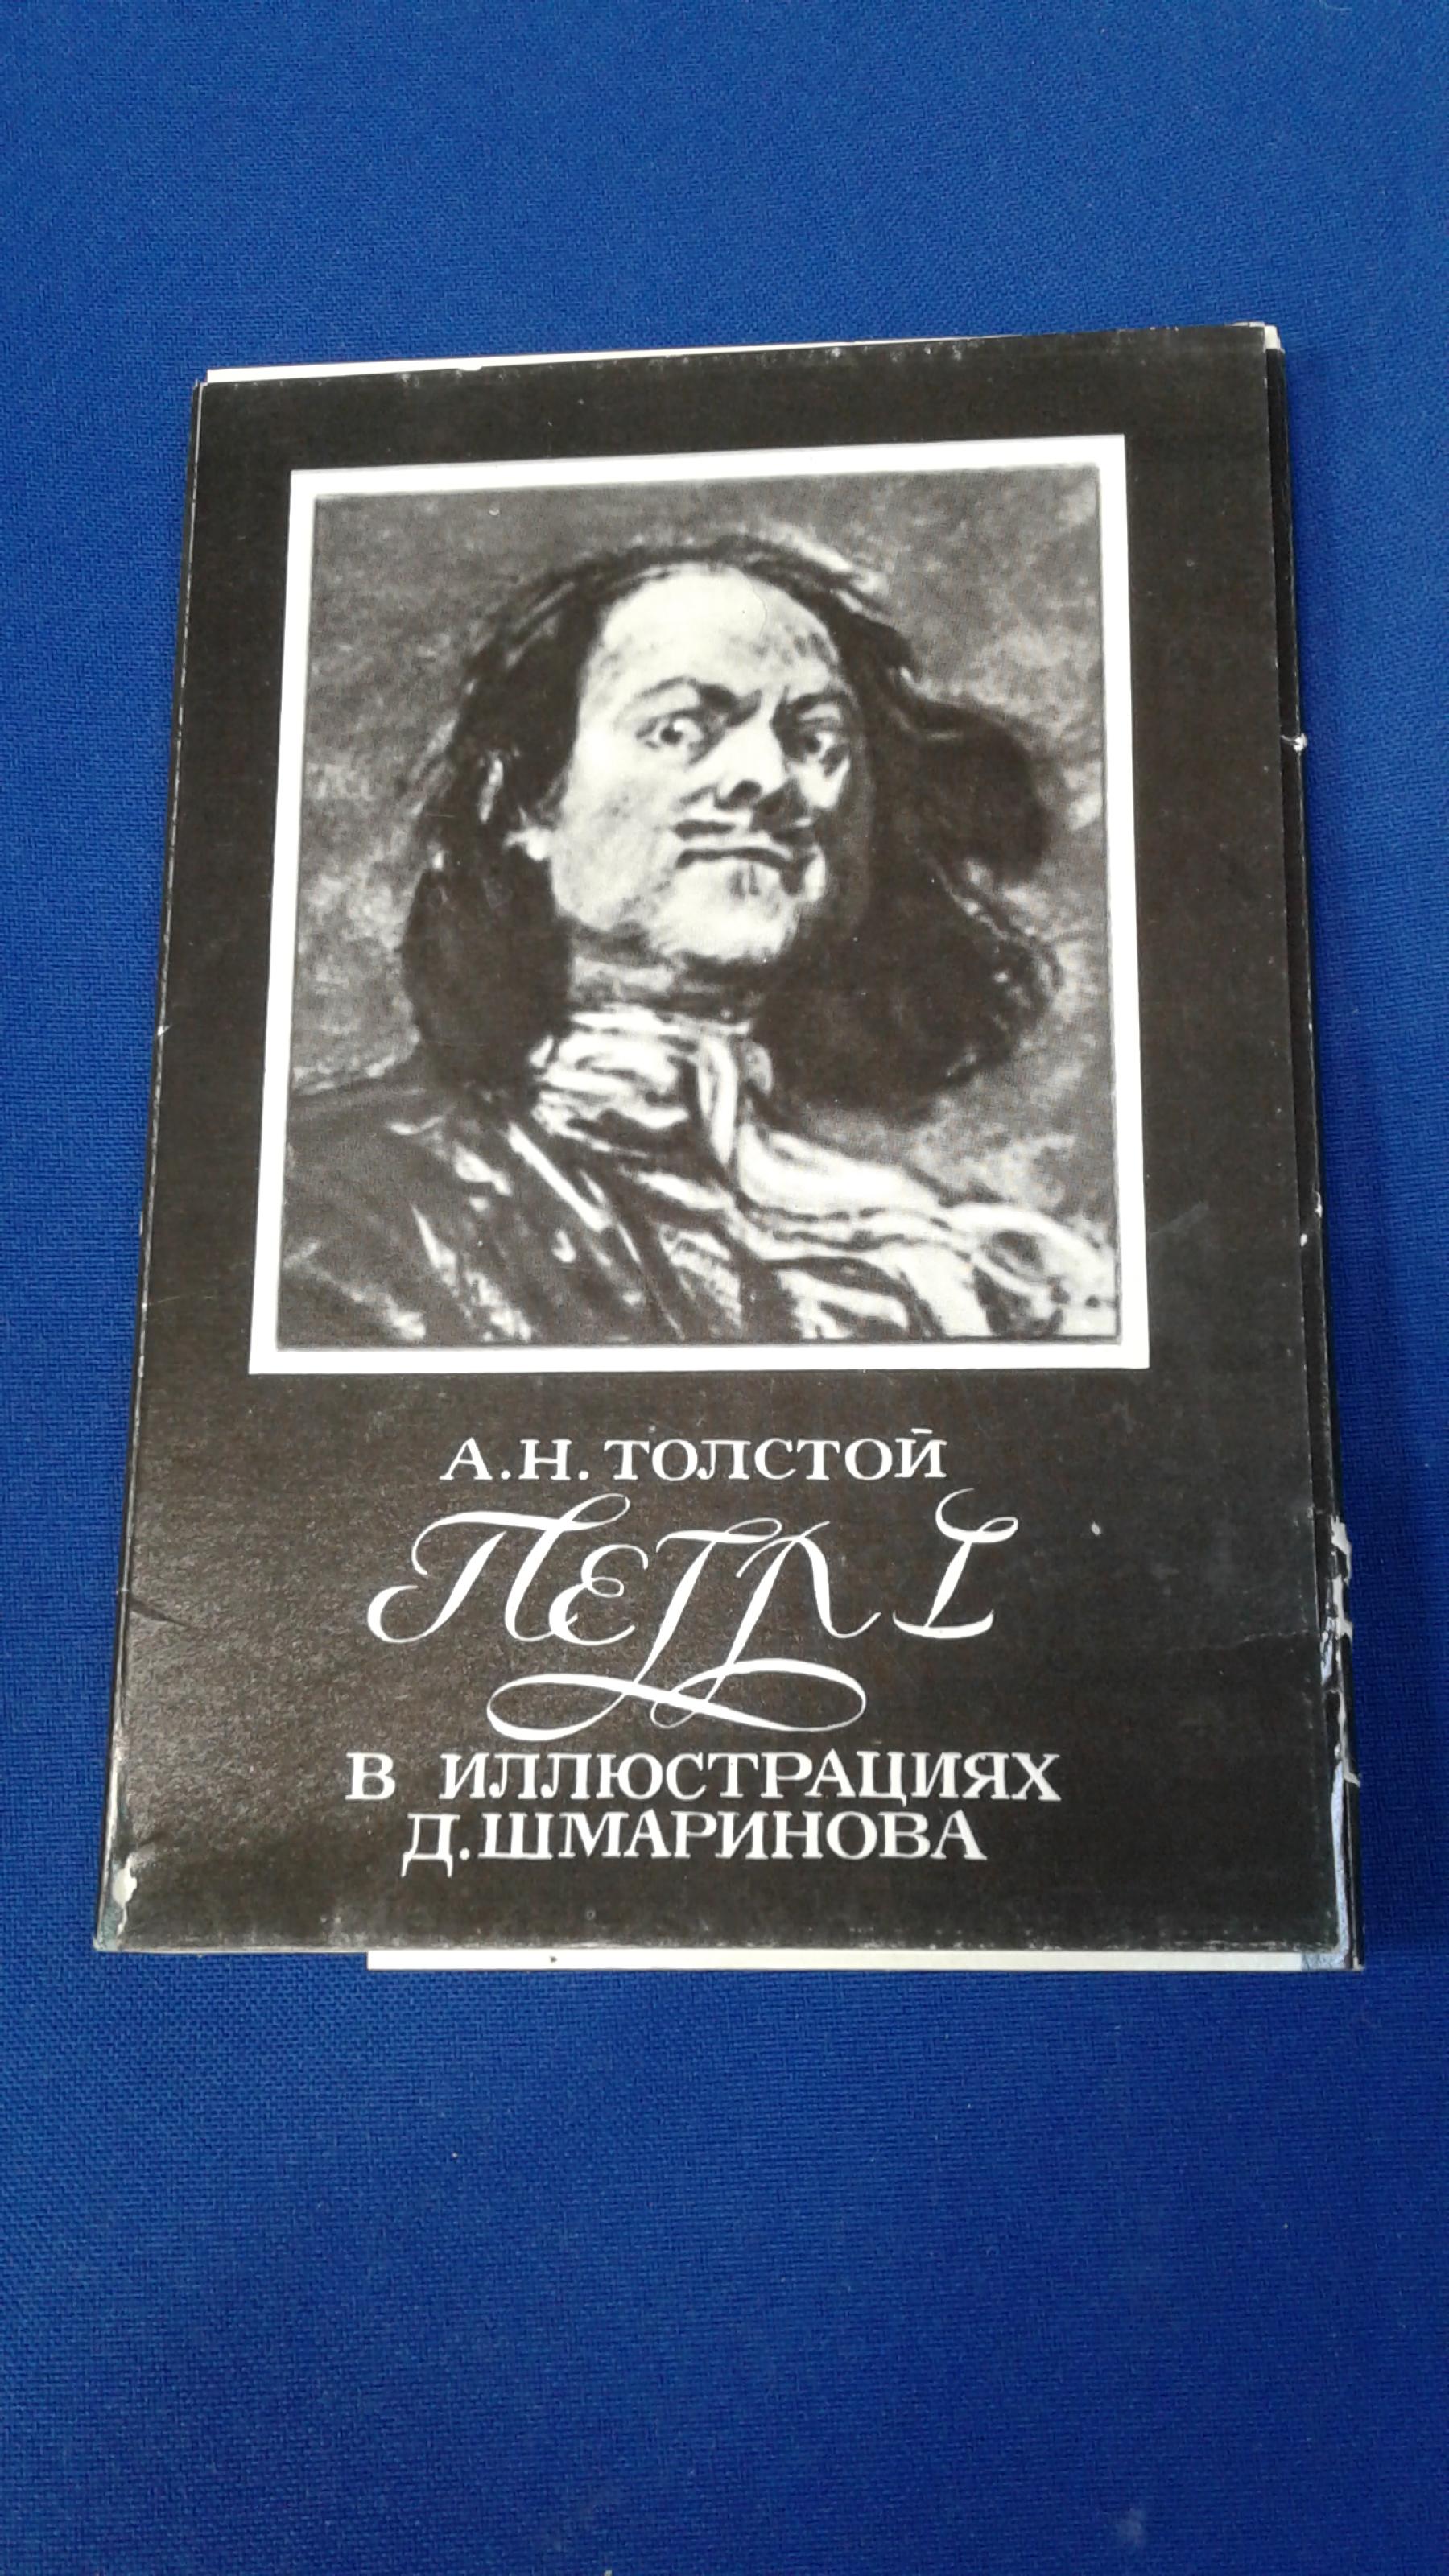 А.Н. ТОЛСТОЙ
ПЕТР I
В ИЛЛЮСТРАЦИЯХ
Д. ШМАРИНОВА